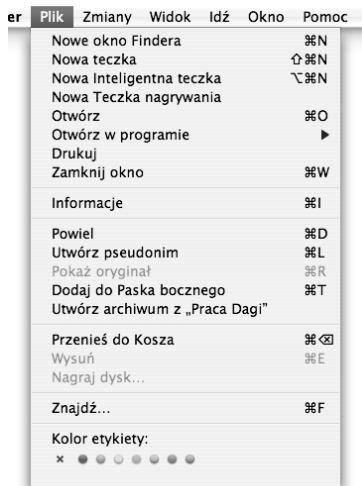 er Plik Zmiany Widok Idź Okno Pomoc
Nowe okno Findera ⌘N
Nowa teczka ⇧⌘N
Nowa Inteligentna teczka ⌥⌘N
Nowa Teczka nagrywania
Otwórz ⌘O
Otwórz w programie ▶
Drukuj
Zamknij okno ⌘W
Informacje ⌘I
Powiel ⌘D
Utwórz pseudonim ⌘L
Pokaż oryginał ⌘R
Dodaj do Paska bocznego ⌘T
Utwórz archiwum z „Praca Dagi”
Przenieś do Kosza ⌘⌫
Wysuń ⌘E
Nagraj dysk...
Znajdź... ⌘F
Kolor etykiety:
×